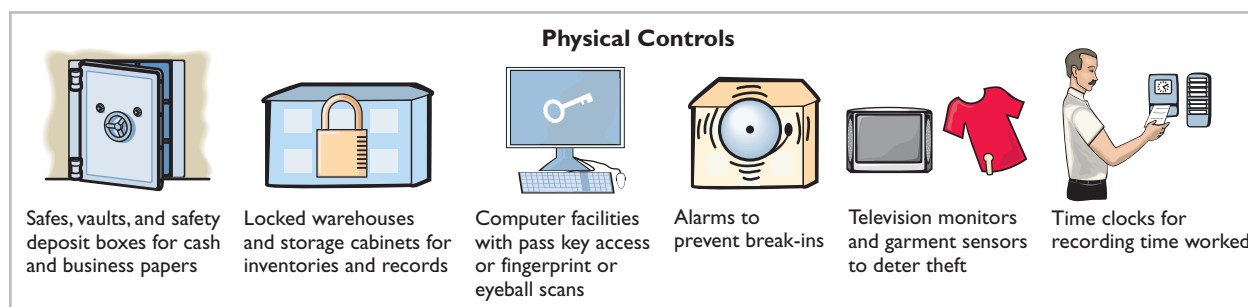 Physical Controls
Safes, vaults, and safety
deposit boxes for cash
and business papers
Locked warehouses
and storage cabinets for
inventories and records
Computer facilities
with pass key access
or fingerprint or
eyeball scans
Alarms to
prevent break-ins
Television monitors
and garment sensors
to deter theft
Time clocks for
recording time worked